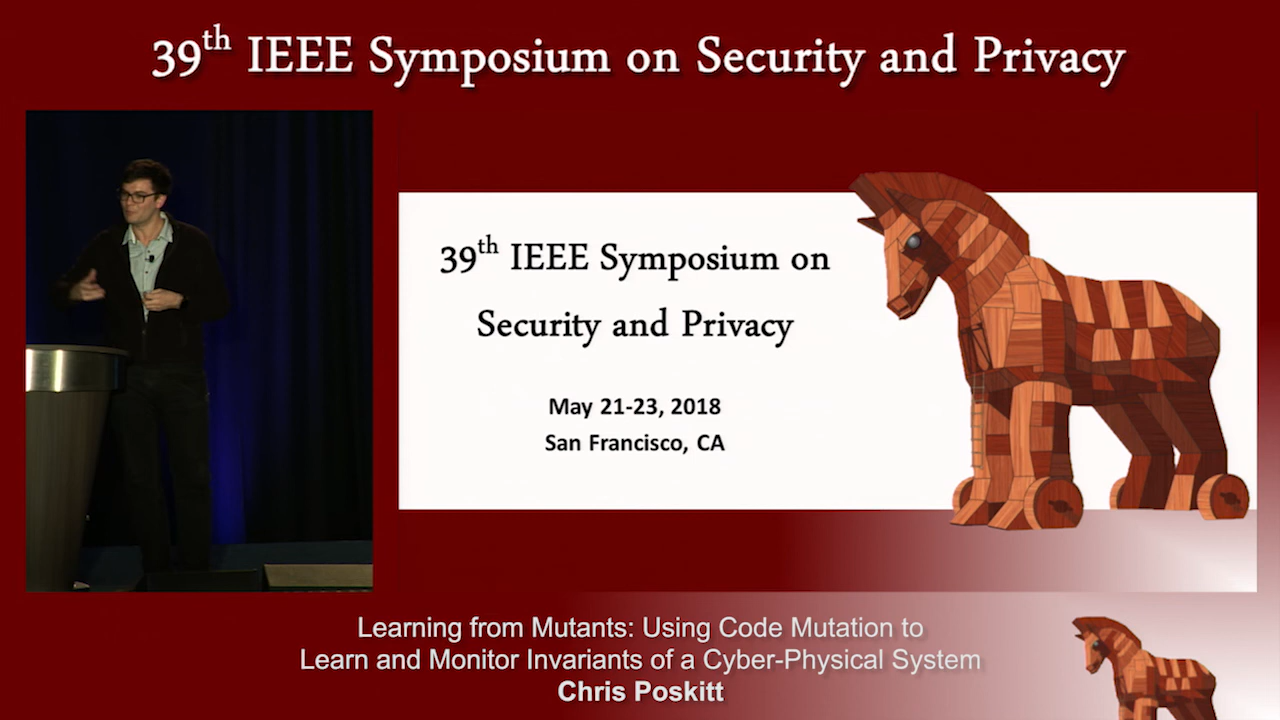 39th IEEE Symposium on Security and Privacy
39th IEEE Symposium on
Security and Privacy
May 21-23, 2018
San Francisco, CA
Learning from Mutants: Using Code Mutation to
Learn and Monitor Invariants of a Cyber-Physical System
Chris Poskitt